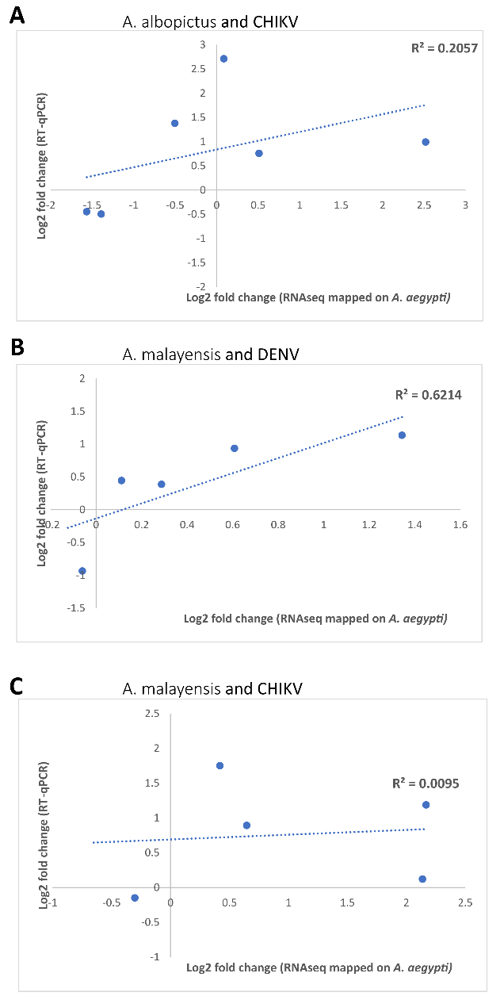 A
A. albopictus and CHIKV
R² = 0.2057
Log2 fold change (RT-qPCR)
3
2.5
2
1.5
1
0.5
0
-0.5
-1
-1.5
-2
-2 -1.5 -1 -0.5 0 0.5 1 1.5 2 2.5 3
Log2 fold change (RNAseq mapped on A. aegypti)
B
A. malayensis and DENV
R² = 0.6214
Log2 fold change (RT-qPCR)
2
1.5
1
0.5
0
-0.5
-1
-1.5
0.2 0 0.2 0.4 0.6 0.8 1 1.2 1.4 1.6
Log2 fold change (RNAseq mapped on A. aegypti)
C
A. malayensis and CHIKV
R² = 0.0095
Log2 fold change (RT-qPCR)
2.5
2
1.5
1
0.5
0
-0.5
-1
-1 -0.5 0 0.5 1 1.5 2 2.5
Log2 fold change (RNAseq mapped on A. aegypti)